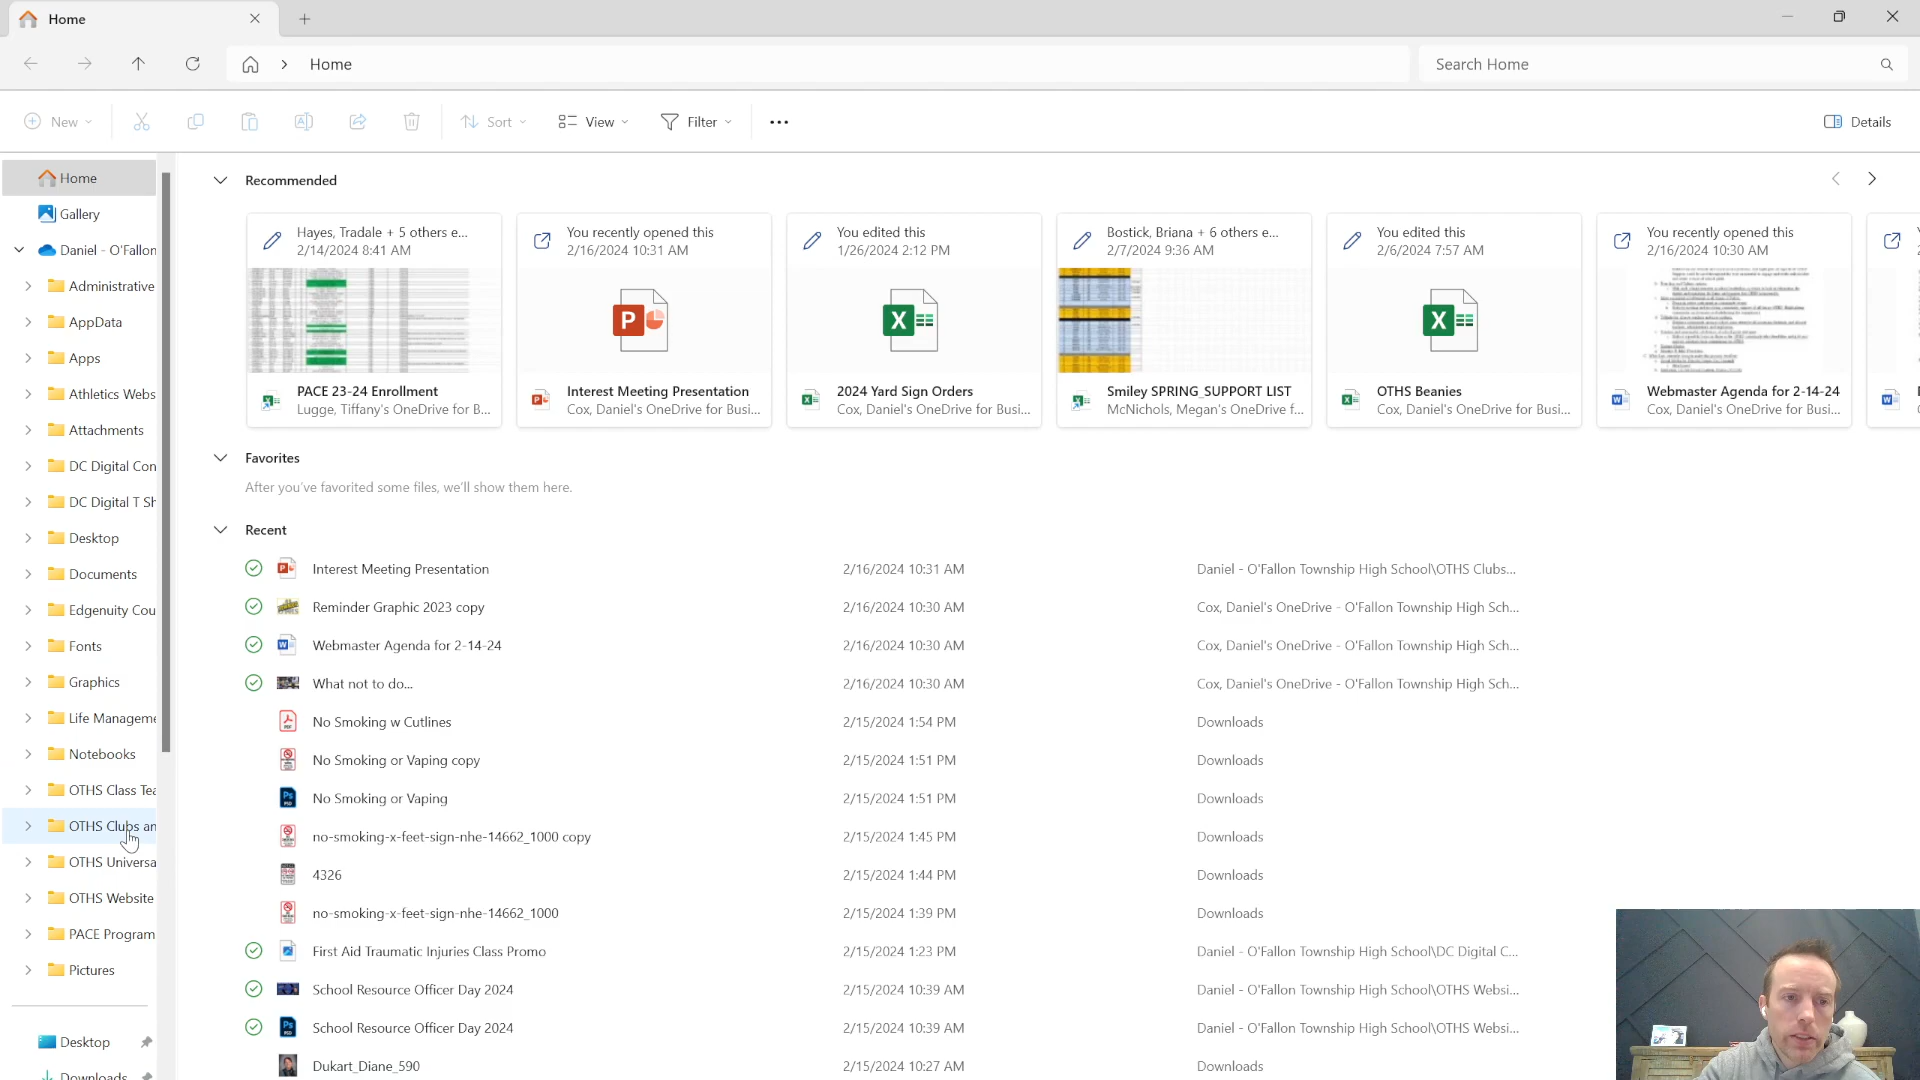 Home
Home
Search Home
New
Sort
View
Filter
Details
Home
Gallery
Daniel - O'Fallon
Administrative
AppData
Apps
Athletics Webs
Attachments
DC Digital Con
DC Digital T Sh
Desktop
Documents
Edgenuity Cou
Fonts
Graphics
Life Manageme
Notebooks
OTHS Class Tea
OTHS Clubs an
OTHS Universa
OTHS Website
PACE Program
Pictures
Desktop
Downloads
Recommended
Hayes, Tradale + 5 others e...
2/14/2024 8:41 AM
PACE 23-24 Enrollment
Lugge, Tiffany's OneDrive for B...
You recently opened this
2/16/2024 10:31 AM
Interest Meeting Presentation
Cox, Daniel's OneDrive for Busi...
You edited this
1/26/2024 2:12 PM
2024 Yard Sign Orders
Cox, Daniel's OneDrive for Busi...
Bostick, Briana + 6 others e...
2/7/2024 9:36 AM
Smiley SPRING_SUPPORT LIST
McNichols, Megan's OneDrive f...
You edited this
2/6/2024 7:57 AM
OTHS Beanies
Cox, Daniel's OneDrive for Busi...
You recently opened this
2/16/2024 10:30 AM
Webmaster Agenda for 2-14-24
Cox, Daniel's OneDrive for Busi...
Favorites
After you've favorited some files, we'll show them here.
Recent
Interest Meeting Presentation 2/16/2024 10:31 AM Daniel - O'Fallon Township High School\OTHS Clubs...
Reminder Graphic 2023 copy 2/16/2024 10:30 AM Cox, Daniel's OneDrive - O'Fallon Township High Sch...
Webmaster Agenda for 2-14-24 2/16/2024 10:30 AM Cox, Daniel's OneDrive - O'Fallon Township High Sch...
What not to do... 2/16/2024 10:30 AM Cox, Daniel's OneDrive - O'Fallon Township High Sch...
No Smoking w Cutlines 2/15/2024 1:54 PM Downloads
No Smoking or Vaping copy 2/15/2024 1:51 PM Downloads
No Smoking or Vaping 2/15/2024 1:51 PM Downloads
no-smoking-x-feet-sign-nhe-14662_1000 copy 2/15/2024 1:45 PM Downloads
4326 2/15/2024 1:44 PM Downloads
no-smoking-x-feet-sign-nhe-14662_1000 2/15/2024 1:39 PM Downloads
First Aid Traumatic Injuries Class Promo 2/15/2024 1:23 PM Daniel - O'Fallon Township High School\DC Digital C...
School Resource Officer Day 2024 2/15/2024 10:39 AM Daniel - O'Fallon Township High School\OTHS Websi...
School Resource Officer Day 2024 2/15/2024 10:39 AM Daniel - O'Fallon Township High School\OTHS Websi...
Dukart_Diane_590 2/15/2024 10:27 AM Downloads